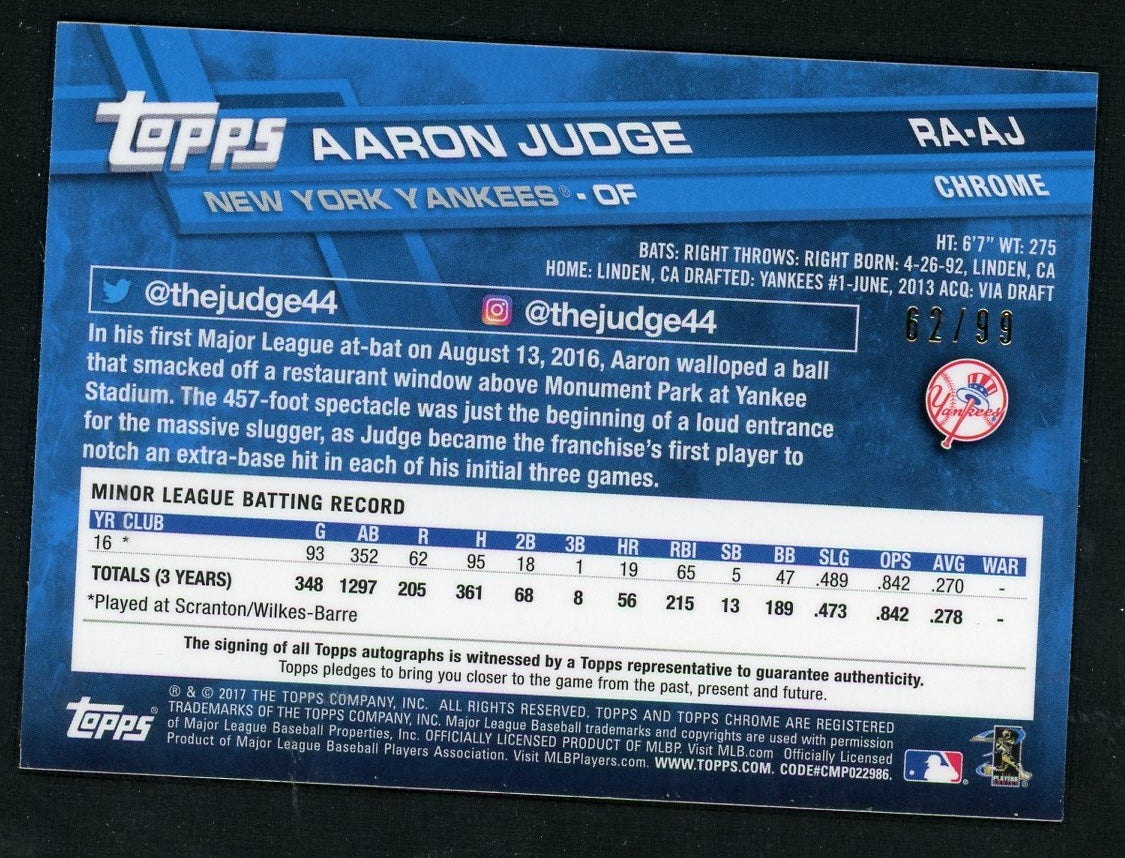 topps AARON JUDGE RA-AJ
NEW YORK YANKEES® · OF CHROME
HT: 6'7" WT: 275
BATS: RIGHT THROWS: RIGHT BORN: 4-26-92, LINDEN, CA
HOME: LINDEN, CA DRAFTED: YANKEES #1-JUNE, 2013 ACQ: VIA DRAFT
@thejudge44 @thejudge44
62/99
In his first Major League at-bat on August 13, 2016, Aaron walloped a ball
that smacked off a restaurant window above Monument Park at Yankee
Stadium. The 457-foot spectacle was just the beginning of a loud entrance
for the massive slugger, as Judge became the franchise's first player to
notch an extra-base hit in each of his initial three games.
Yankees
MINOR LEAGUE BATTING RECORD
YR CLUB G AB R H 2B 3B HR RBI SB BB SLG OPS AVG WAR
16 * 93 352 62 95 18 1 19 65 5 47 .489 .842 .270 -
TOTALS (3 YEARS) 348 1297 205 361 68 8 56 215 13 189 .473 .842 .278 -
*Played at Scranton/Wilkes-Barre
The signing of all Topps autographs is witnessed by a Topps representative to guarantee authenticity.
Topps pledges to bring you closer to the game from the past, present and future.
topps®
® & © 2017 THE TOPPS COMPANY, INC. ALL RIGHTS RESERVED. TOPPS AND TOPPS CHROME ARE REGISTERED
TRADEMARKS OF THE TOPPS COMPANY, INC. Major League Baseball trademarks and copyrights are used with permission
of Major League Baseball Properties, Inc. OFFICIALLY LICENSED PRODUCT OF MLBP. Visit MLB.com Officially Licensed
Product of Major League Baseball Players Association. Visit MLBPlayers.com. WWW.TOPPS.COM. CODE#CMP022986.
PLAYERS